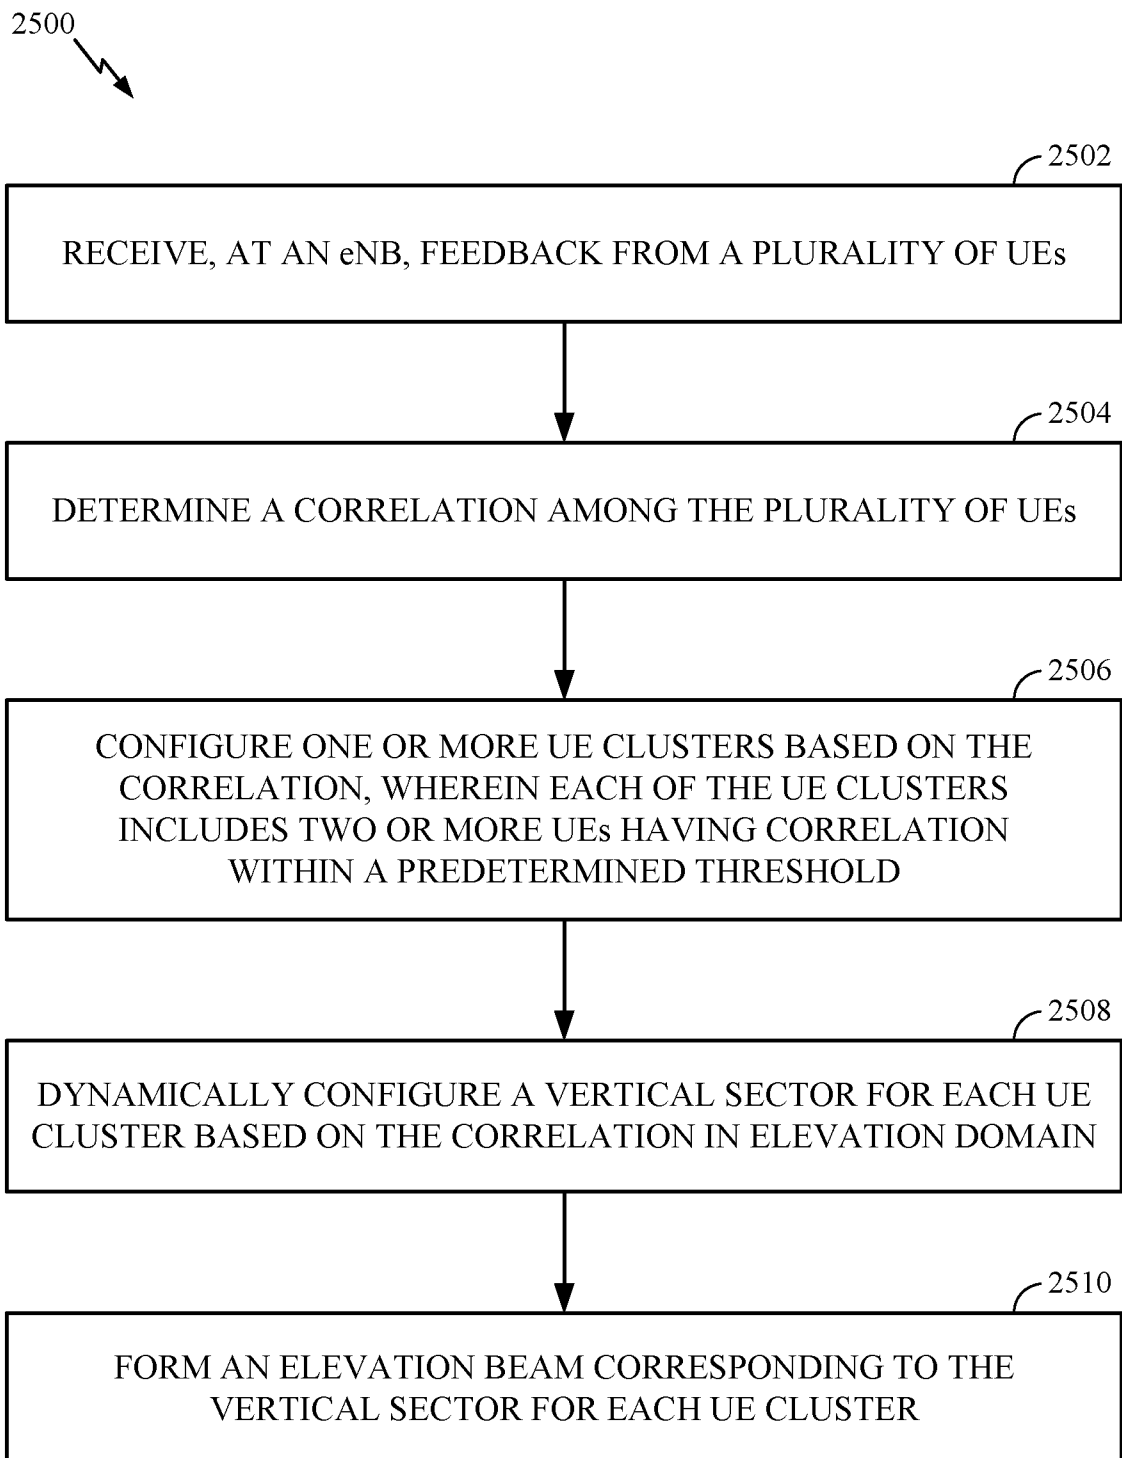 2500
2502
RECEIVE, AT AN eNB, FEEDBACK FROM A PLURALITY OF UEs
2504
DETERMINE A CORRELATION AMONG THE PLURALITY OF UEs
2506
CONFIGURE ONE OR MORE UE CLUSTERS BASED ON THE
CORRELATION, WHEREIN EACH OF THE UE CLUSTERS
INCLUDES TWO OR MORE UEs HAVING CORRELATION
WITHIN A PREDETERMINED THRESHOLD
2508
DYNAMICALLY CONFIGURE A VERTICAL SECTOR FOR EACH UE
CLUSTER BASED ON THE CORRELATION IN ELEVATION DOMAIN
2510
FORM AN ELEVATION BEAM CORRESPONDING TO THE
VERTICAL SECTOR FOR EACH UE CLUSTER